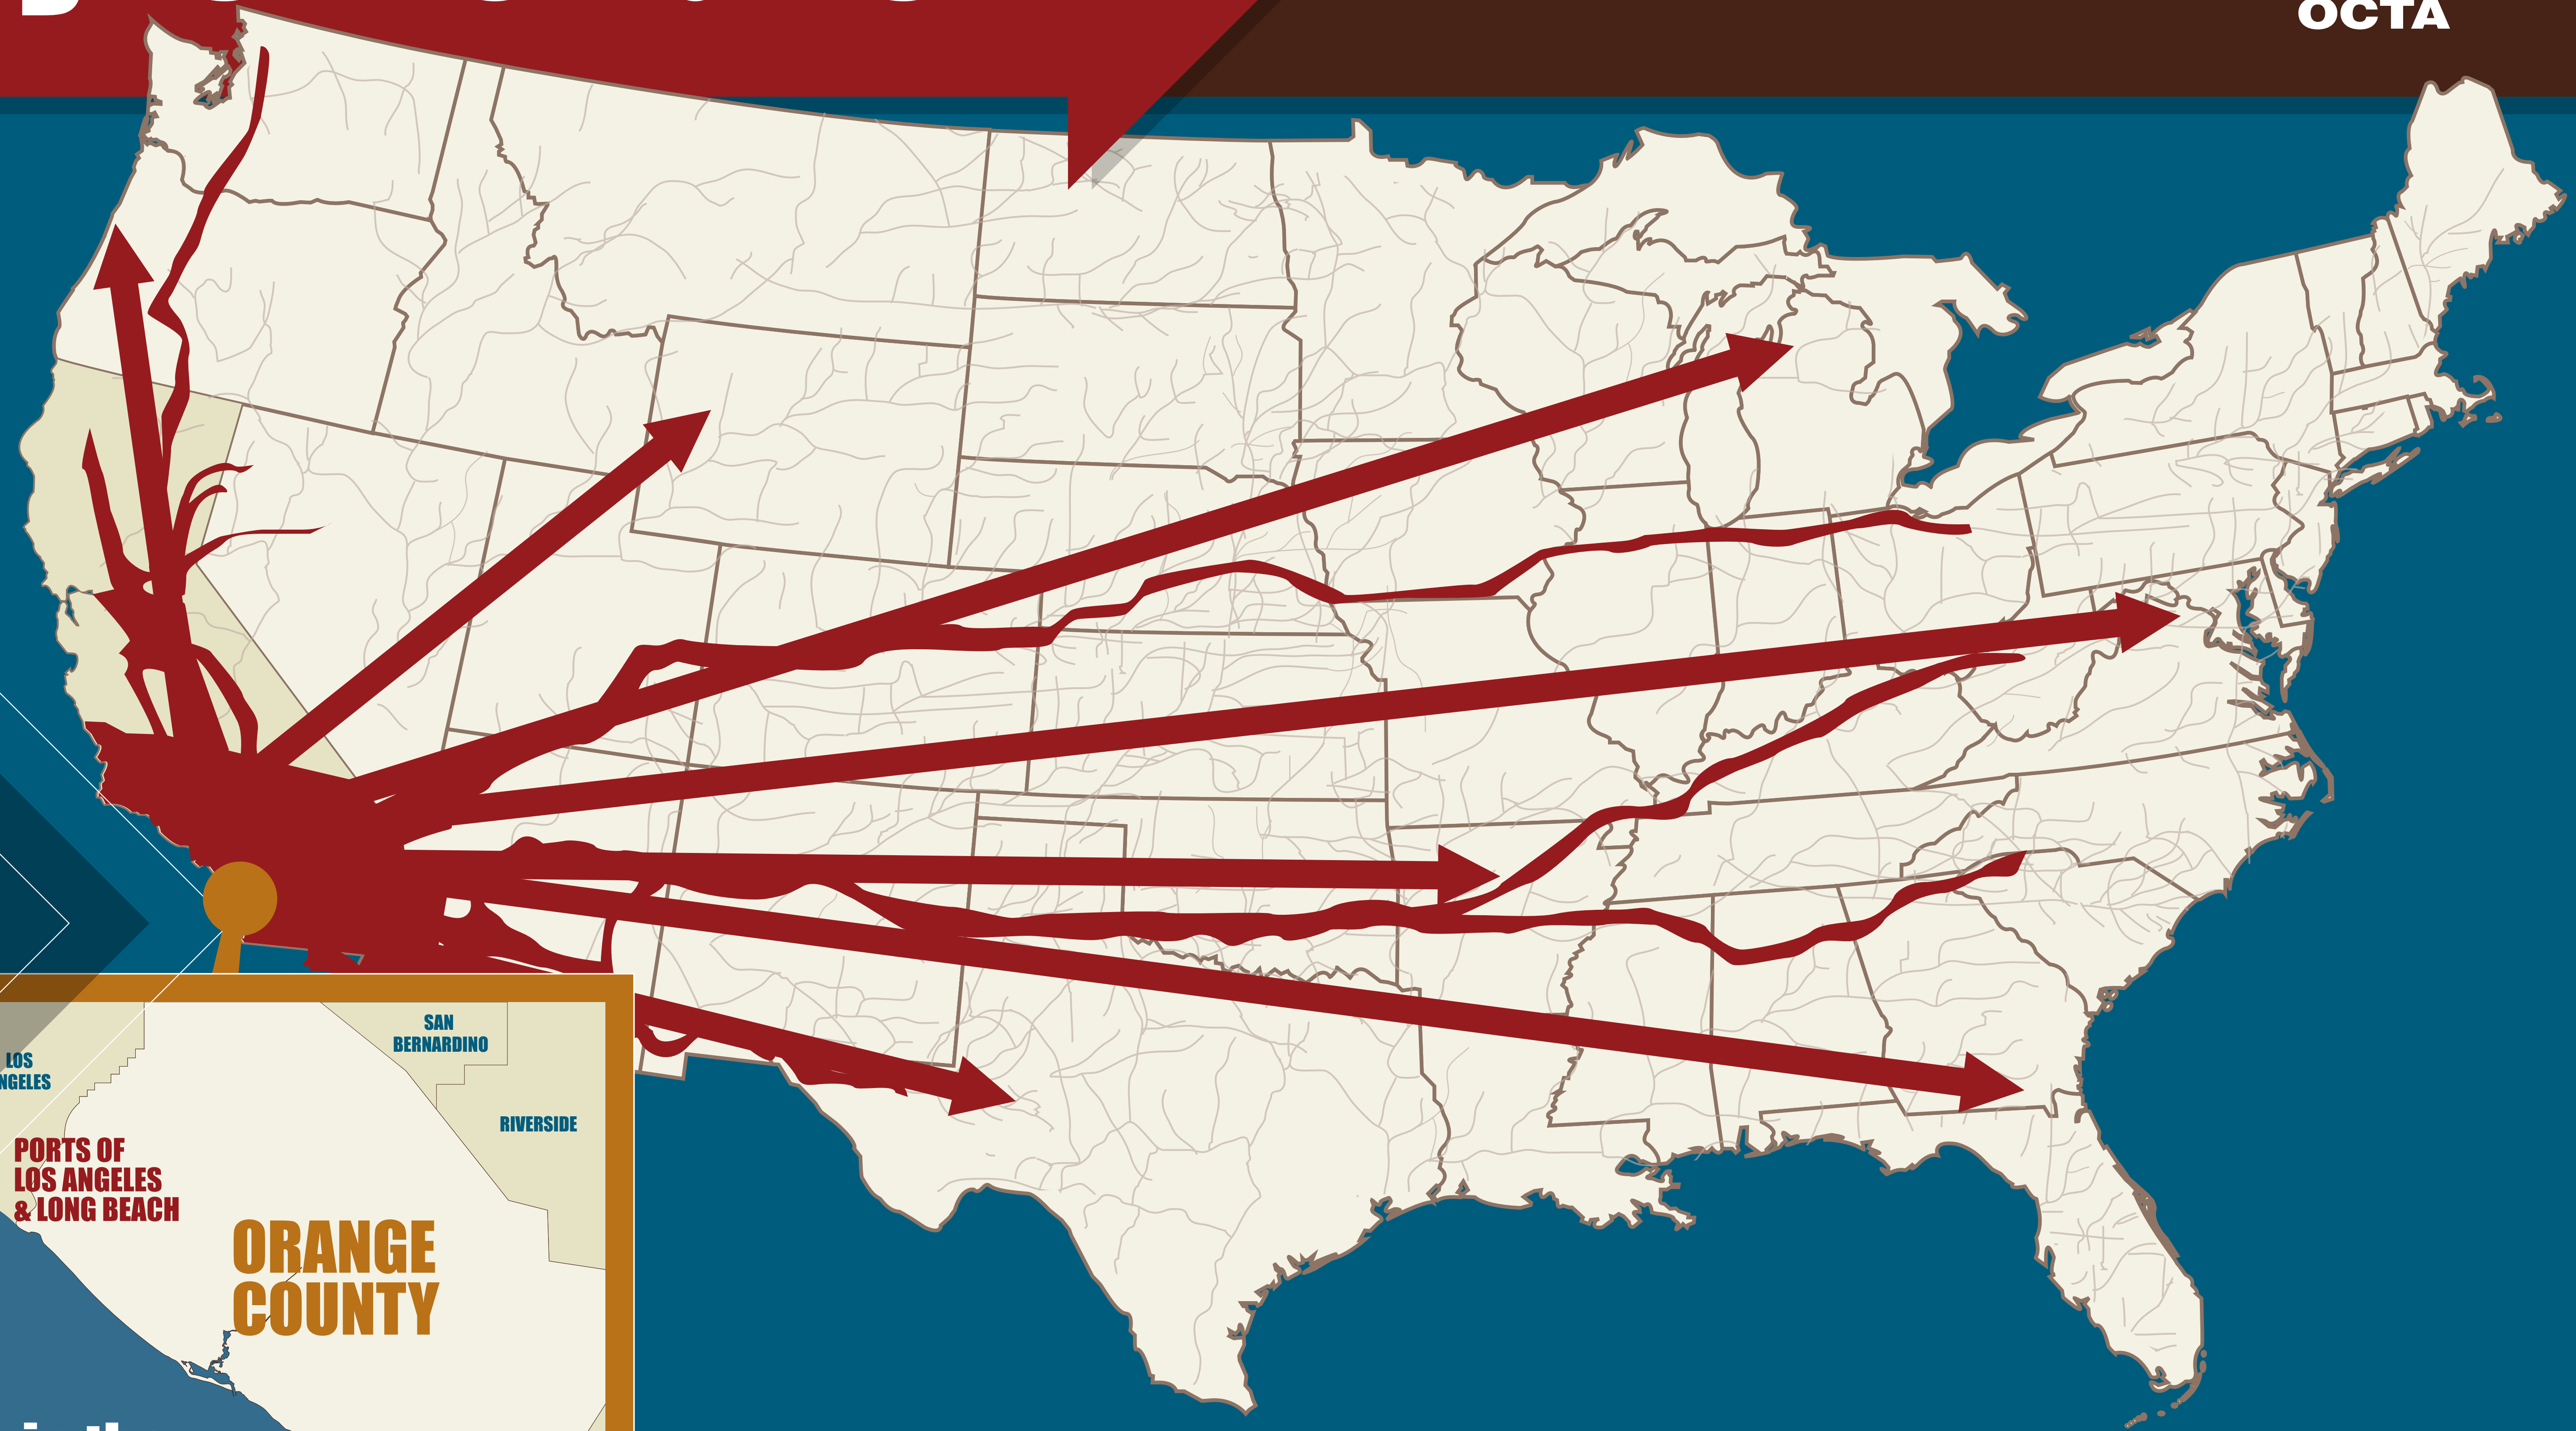 OCTA
SAN
BERNARDINO
LOS
NGELES
RIVERSIDE
PORTS OF
LOS ANGELES
& LONG BEACH
ORANGE
COUNTY